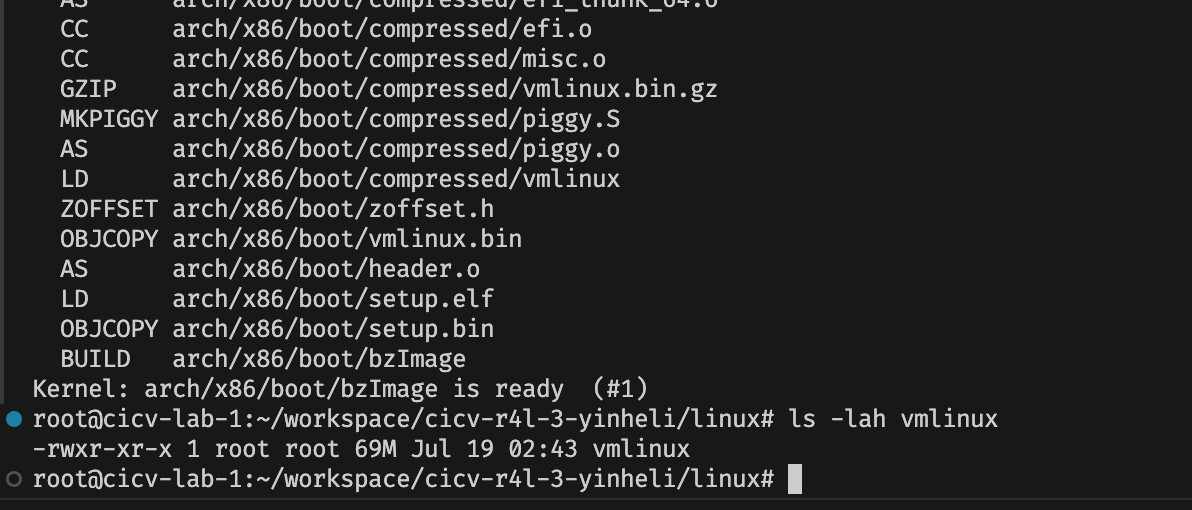 AS arch/x86/boot/compressed/efi_thunk_64.o
CC arch/x86/boot/compressed/efi.o
CC arch/x86/boot/compressed/misc.o
GZIP arch/x86/boot/compressed/vmlinux.bin.gz
MKPIGGY arch/x86/boot/compressed/piggy.S
AS arch/x86/boot/compressed/piggy.o
LD arch/x86/boot/compressed/vmlinux
ZOFFSET arch/x86/boot/zoffset.h
OBJCOPY arch/x86/boot/vmlinux.bin
AS arch/x86/boot/header.o
LD arch/x86/boot/setup.elf
OBJCOPY arch/x86/boot/setup.bin
BUILD arch/x86/boot/bzImage
Kernel: arch/x86/boot/bzImage is ready (#1)
root@cicv-lab-1:~/workspace/cicv-r4l-3-yinheli/linux# ls -lah vmlinux
-rwxr-xr-x 1 root root 69M Jul 19 02:43 vmlinux
root@cicv-lab-1:~/workspace/cicv-r4l-3-yinheli/linux#